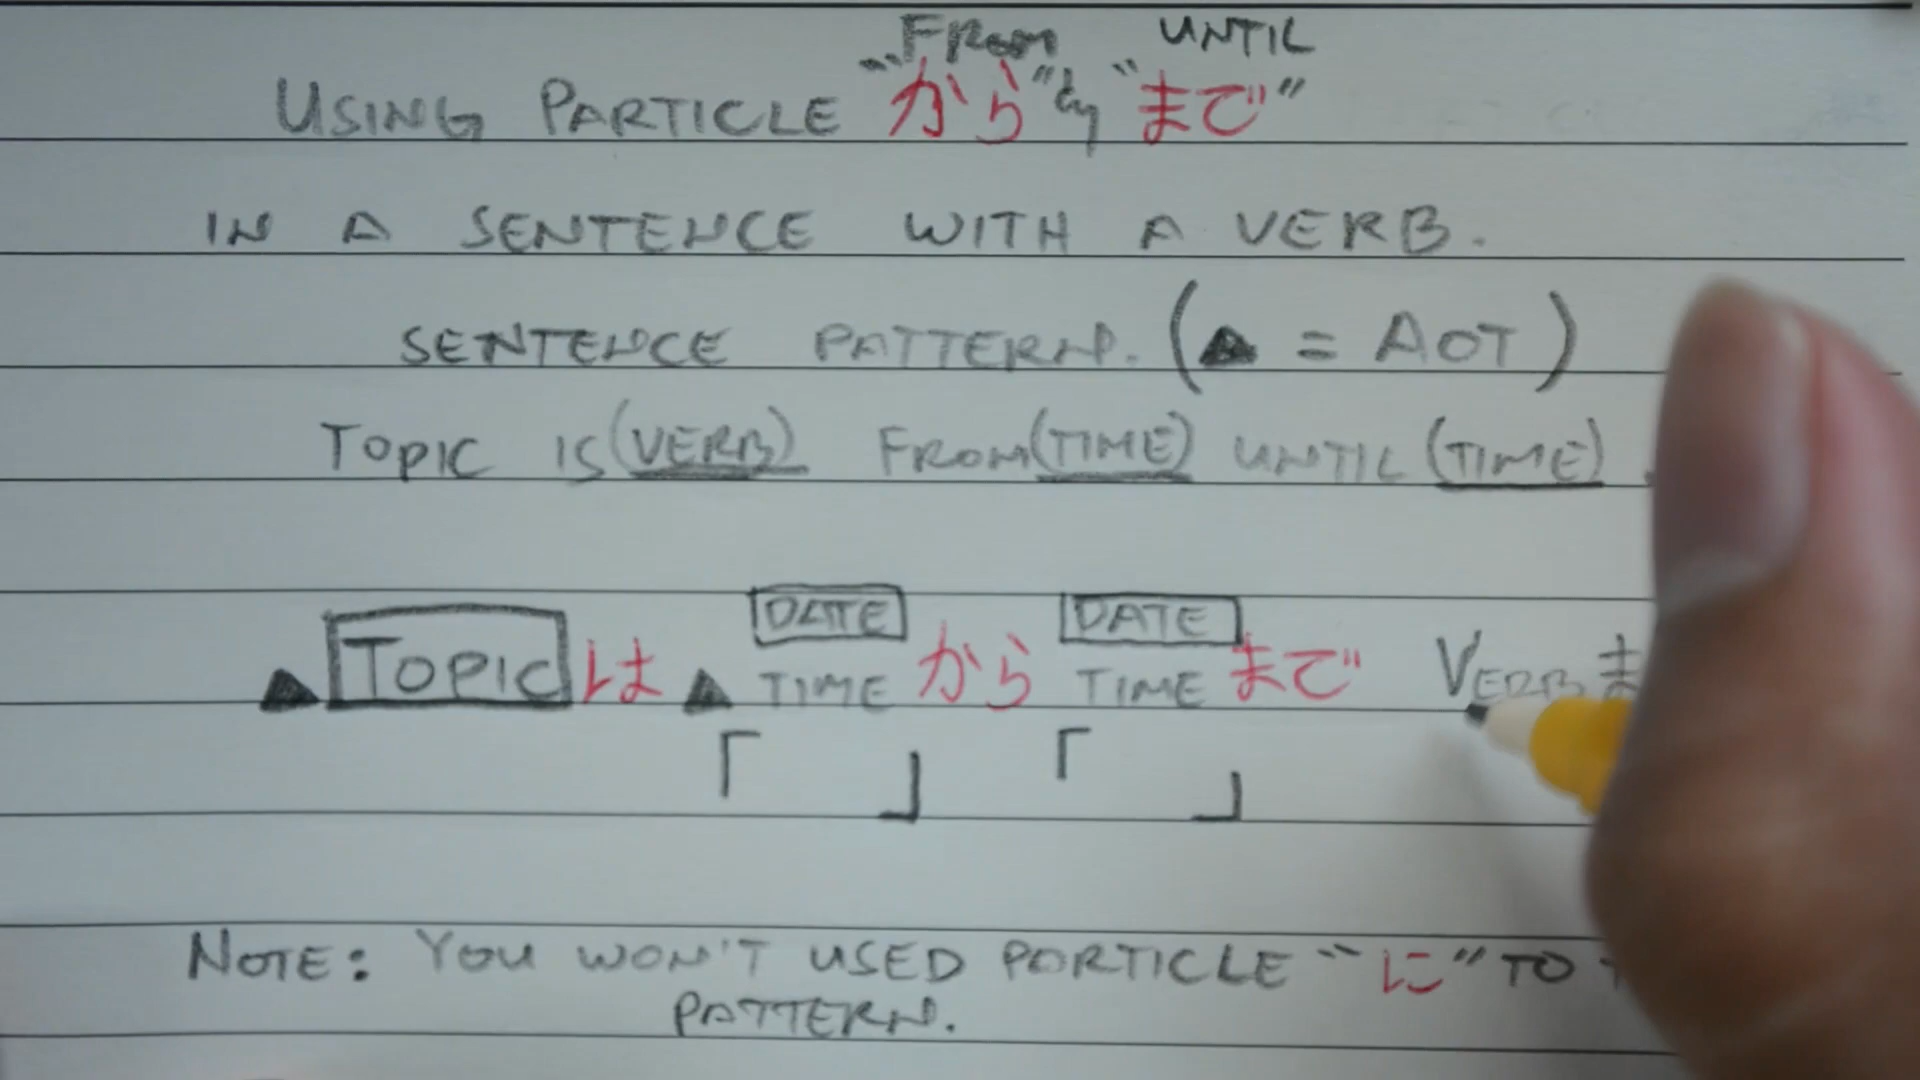 FROM UNTIL
USING PARTICLE "から" & "まで"
IN A SENTENCE WITH A VERB.
SENTENCE PATTERN. (▲ = AOT)
TOPIC IS (VERB) FROM (TIME) UNTIL (TIME)
DATE DATE
▲ TOPIC は ▲ TIME から TIME まで VERB ま
「 」 「 」
NOTE: YOU WON'T USED PARTICLE "に" TO
PATTERN.